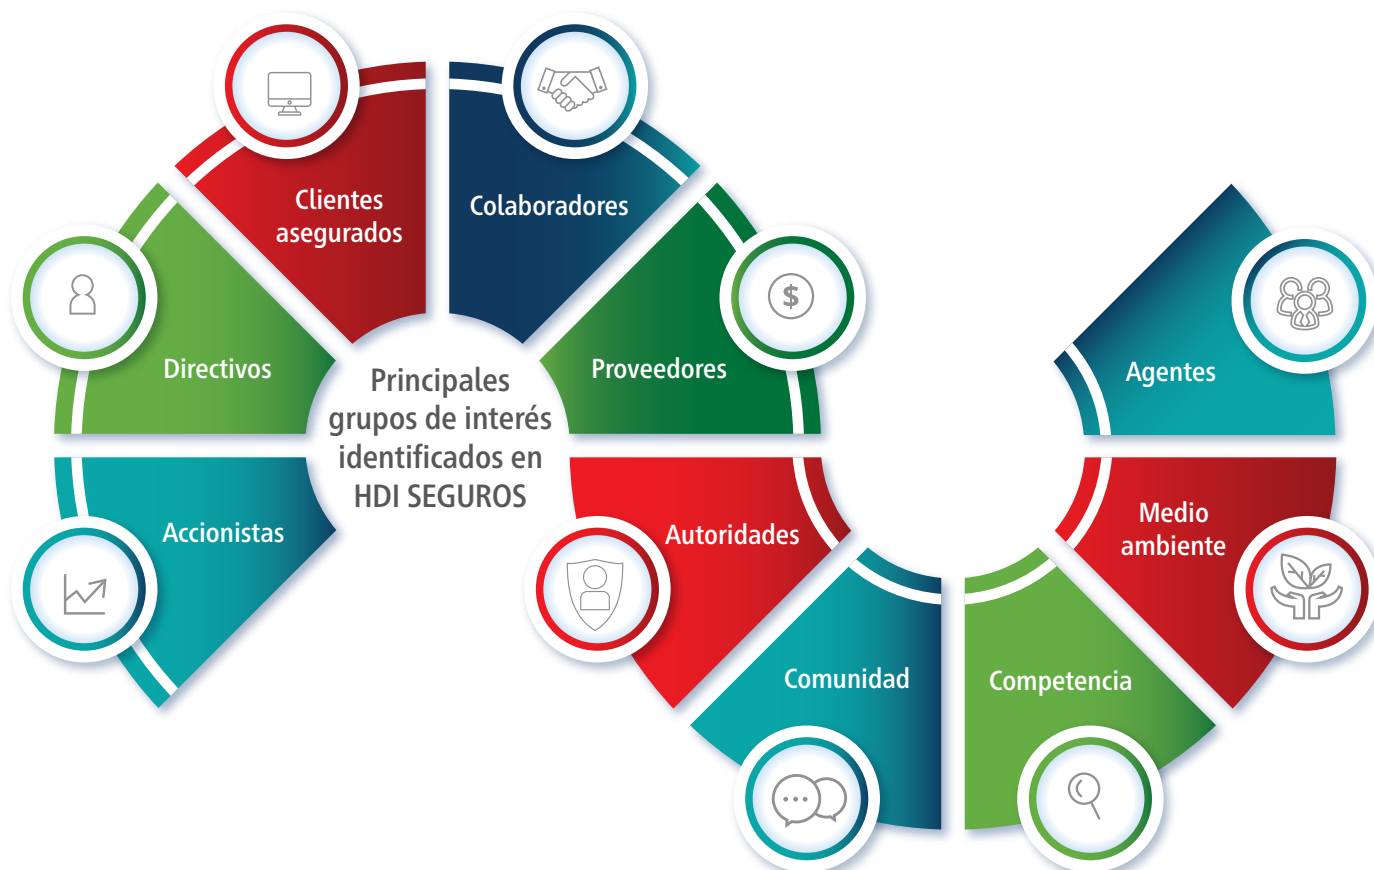 Clientes
asegurados
Colaboradores
Directivos
Proveedores
$
Principales
grupos de interés
identificados en
HDI SEGUROS
Accionistas
Autoridades
Comunidad
Competencia
Medio
ambiente
Agentes